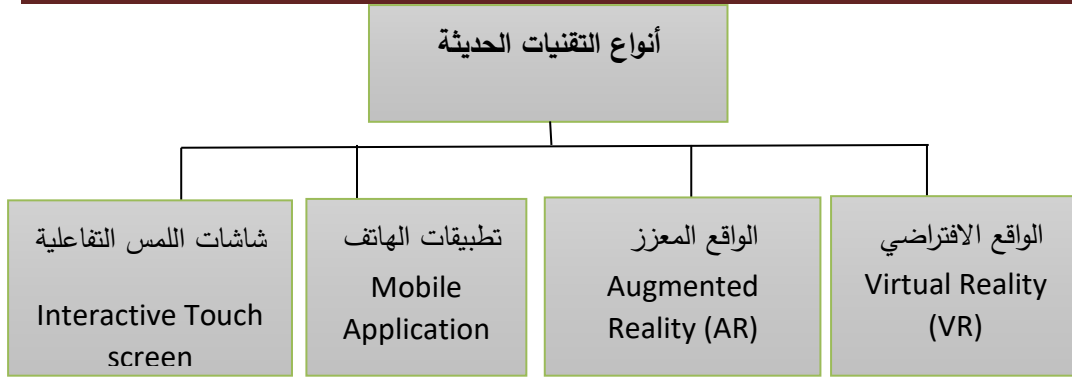 أنواع التقنيات الحديثة
الواقع الافتراضي
Virtual Reality
(VR)
الواقع المعزز
Augmented
Reality (AR)
تطبيقات الهاتف
Mobile
Application
شاشات اللمس التفاعلية
Interactive Touch
screen